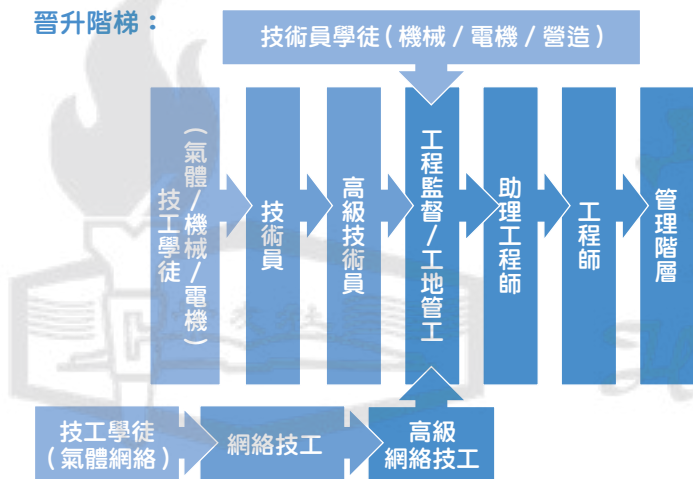 晉升階梯：
技術員學徒（機械 / 電機 / 營造）
技工學徒
（氣體 / 機械 / 電機）
技術員
高級技術員
工程監督 / 工地管工
助理工程師
工程師
管理階層
技工學徒
（氣體網絡）
網絡技工
高級
網絡技工